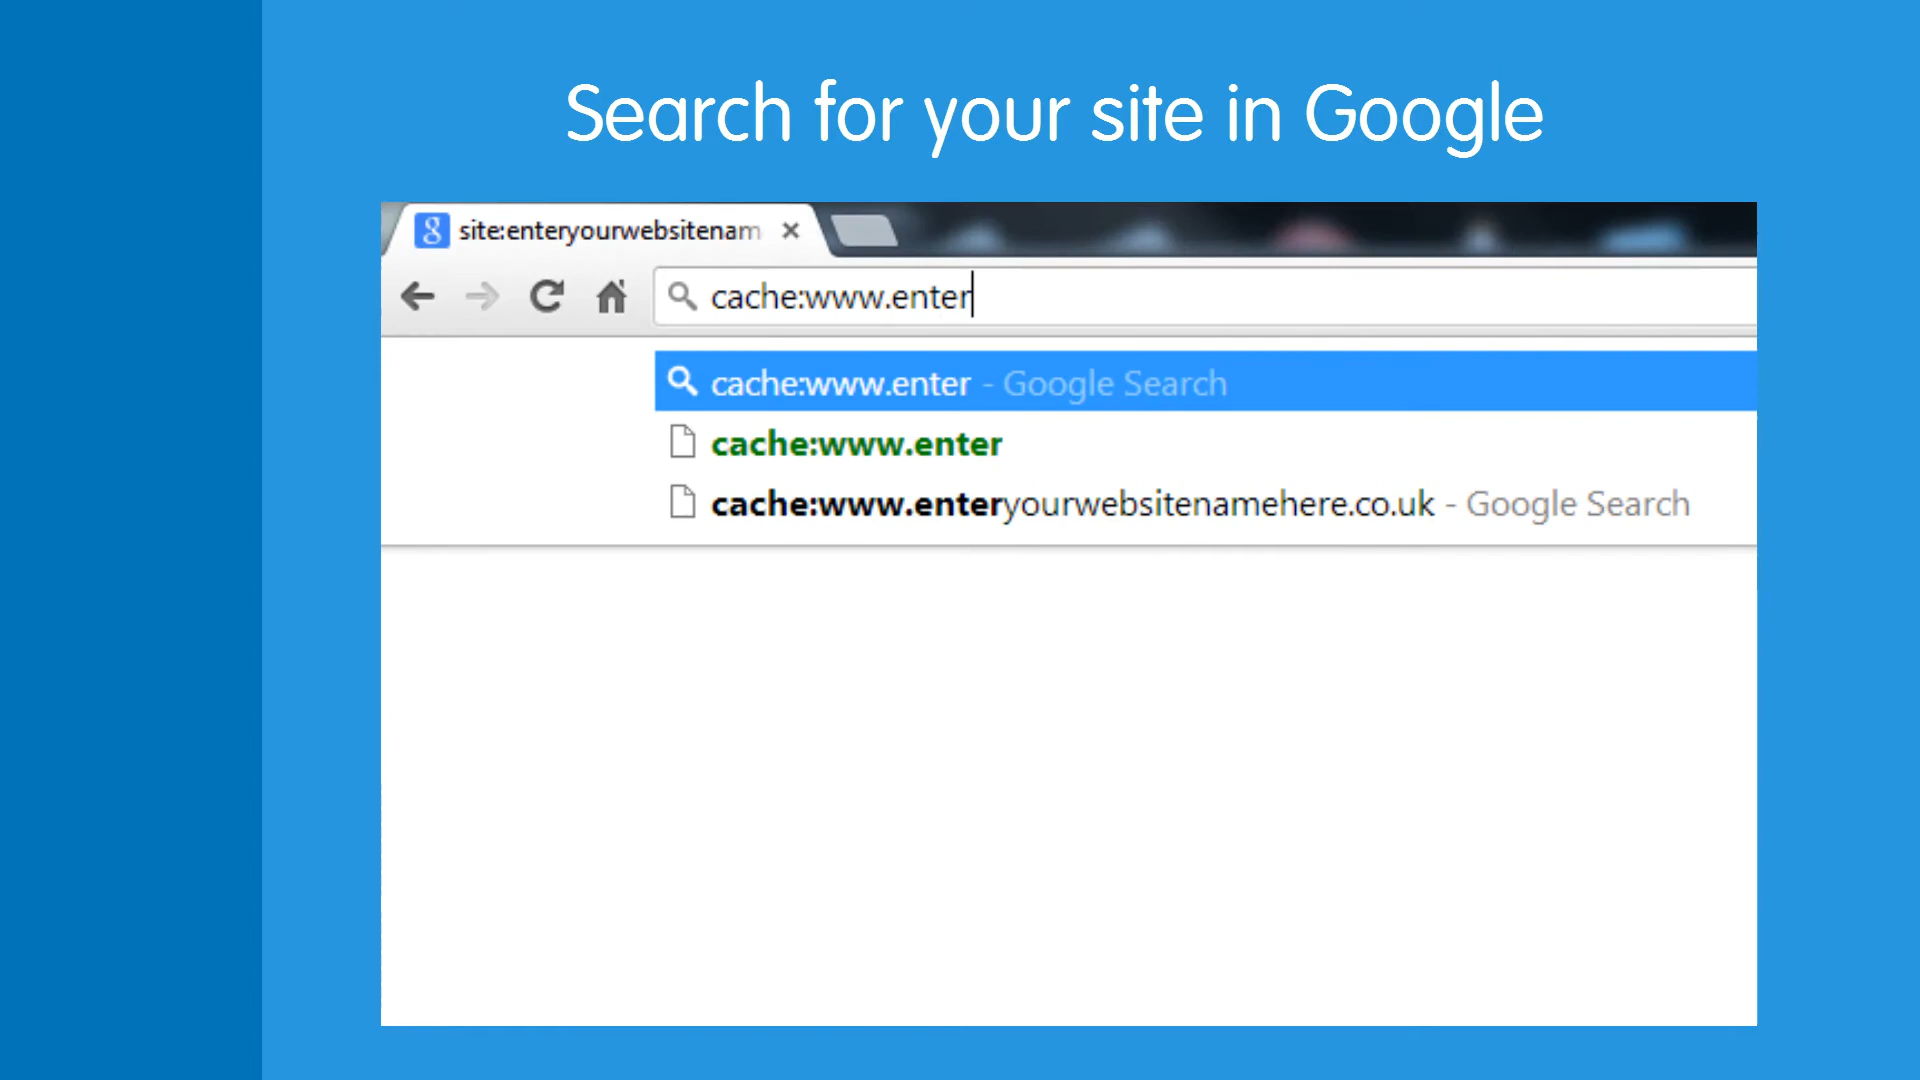 Search for your site in Google
site:enteryourwebsitenam
cache:www.enter
cache:www.enter - Google Search
cache:www.enter
cache:www.enteryourwebsitenamehere.co.uk - Google Search